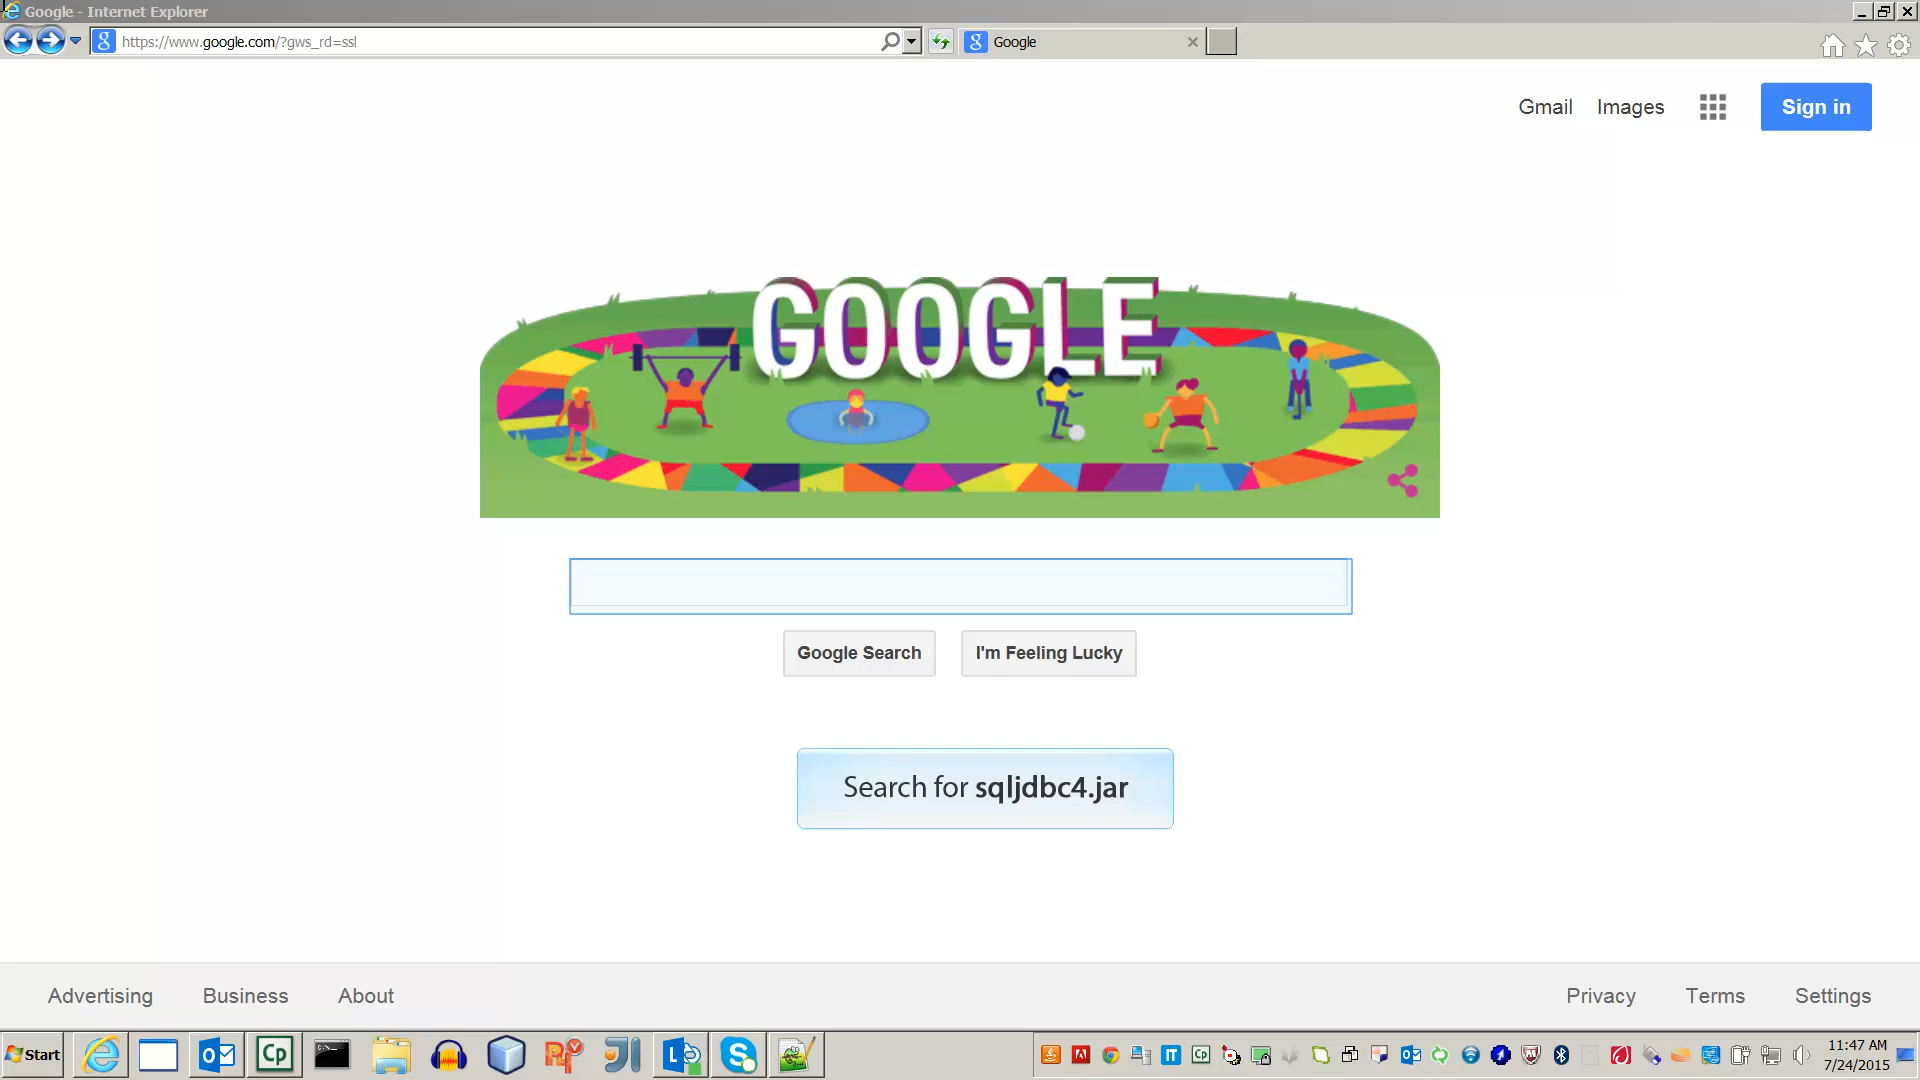 Google - Internet Explorer
https://www.google.com/?gws_rd=ssl
Google
Gmail Images Sign in
GOOGLE
Google Search I'm Feeling Lucky
Search for sqljdbc4.jar
Advertising Business About Privacy Terms Settings
Start
11:47 AM
7/24/2015